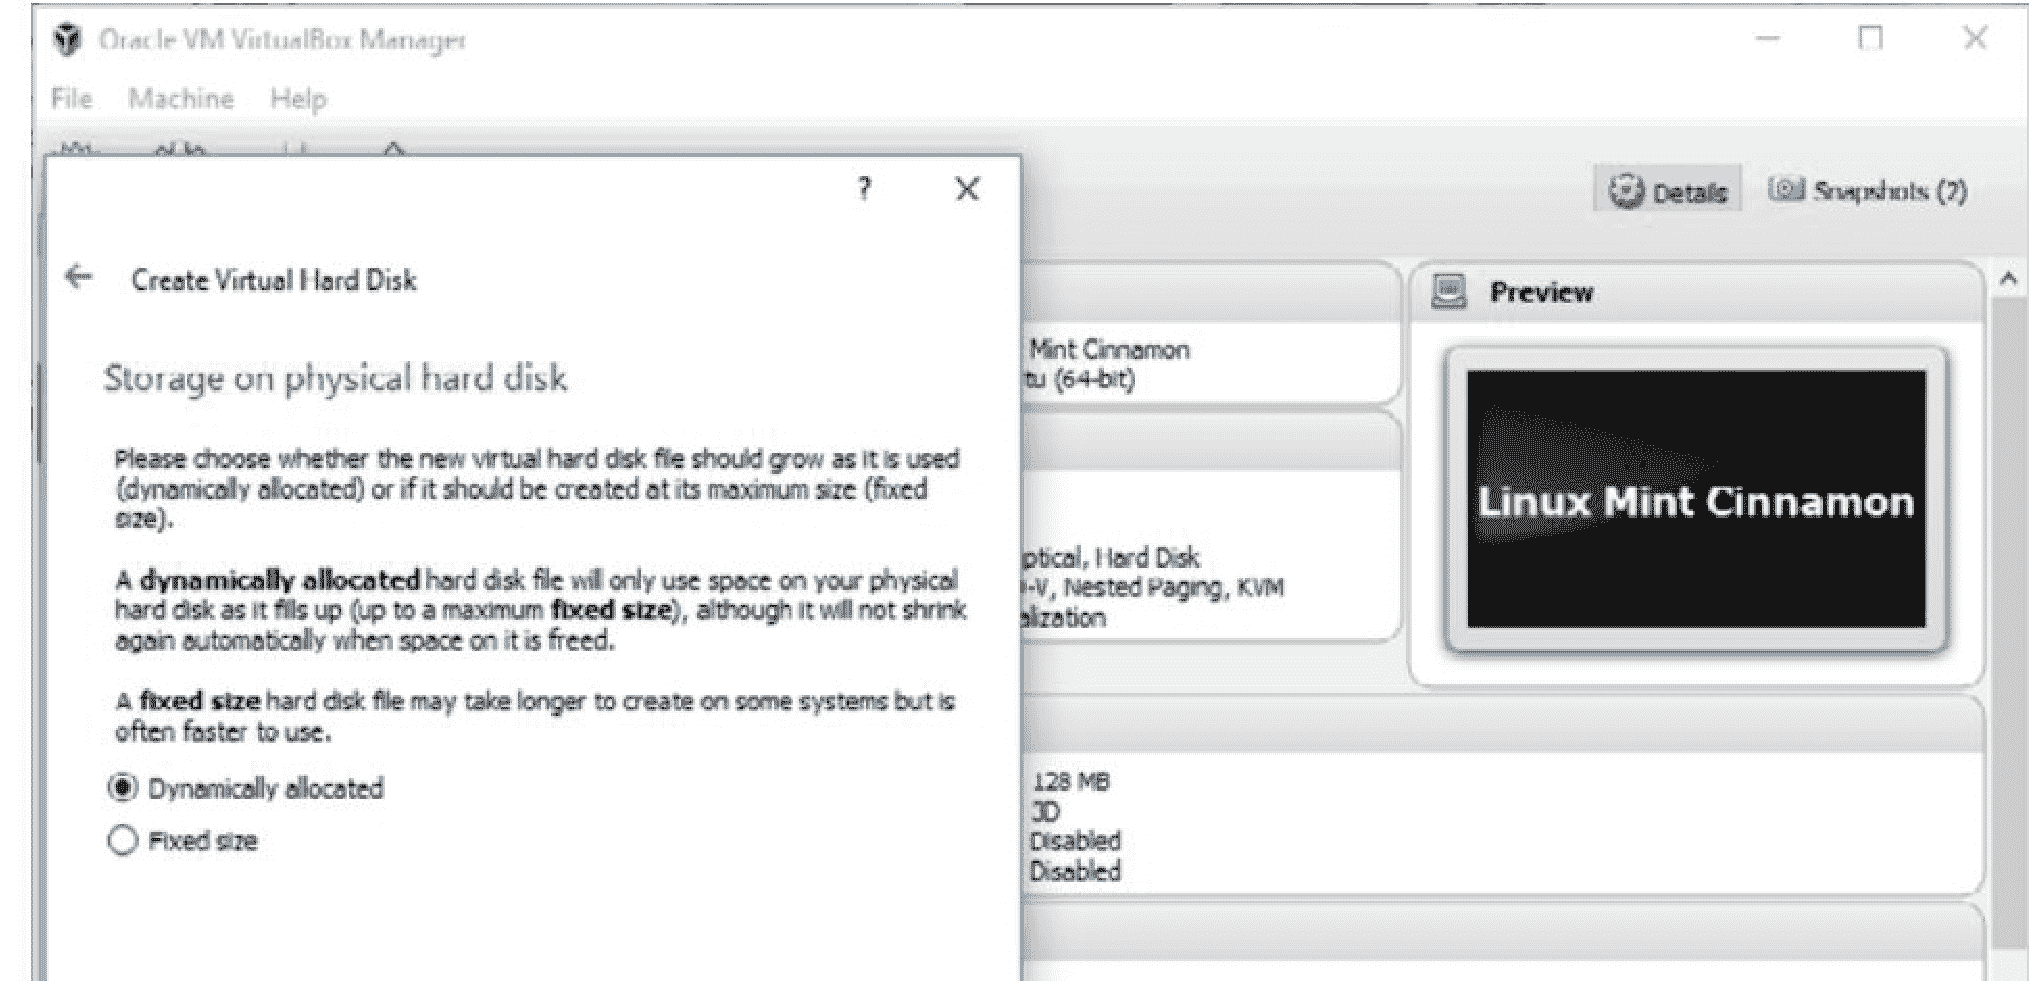 Oracle VM VirtualBox Manager
File Machine Help
Details Snapshots (2)
?
Create Virtual Hard Disk
Storage on physical hard disk
Please choose whether the new virtual hard disk file should grow as it is used
(dynamically allocated) or if it should be created at its maximum size (fixed
size).
A dynamically allocated hard disk file will only use space on your physical
hard disk as it fills up (up to a maximum fixed size), although it will not shrink
again automatically when space on it is freed.
A fixed size hard disk file may take longer to create on some systems but is
often faster to use.
Dynamically allocated
Fixed size
Mint Cinnamon
tu (64-bit)
ptical, Hard Disk
-V, Nested Paging, KVM
alization
Preview
Linux Mint Cinnamon
128 MB
3D
Disabled
Disabled